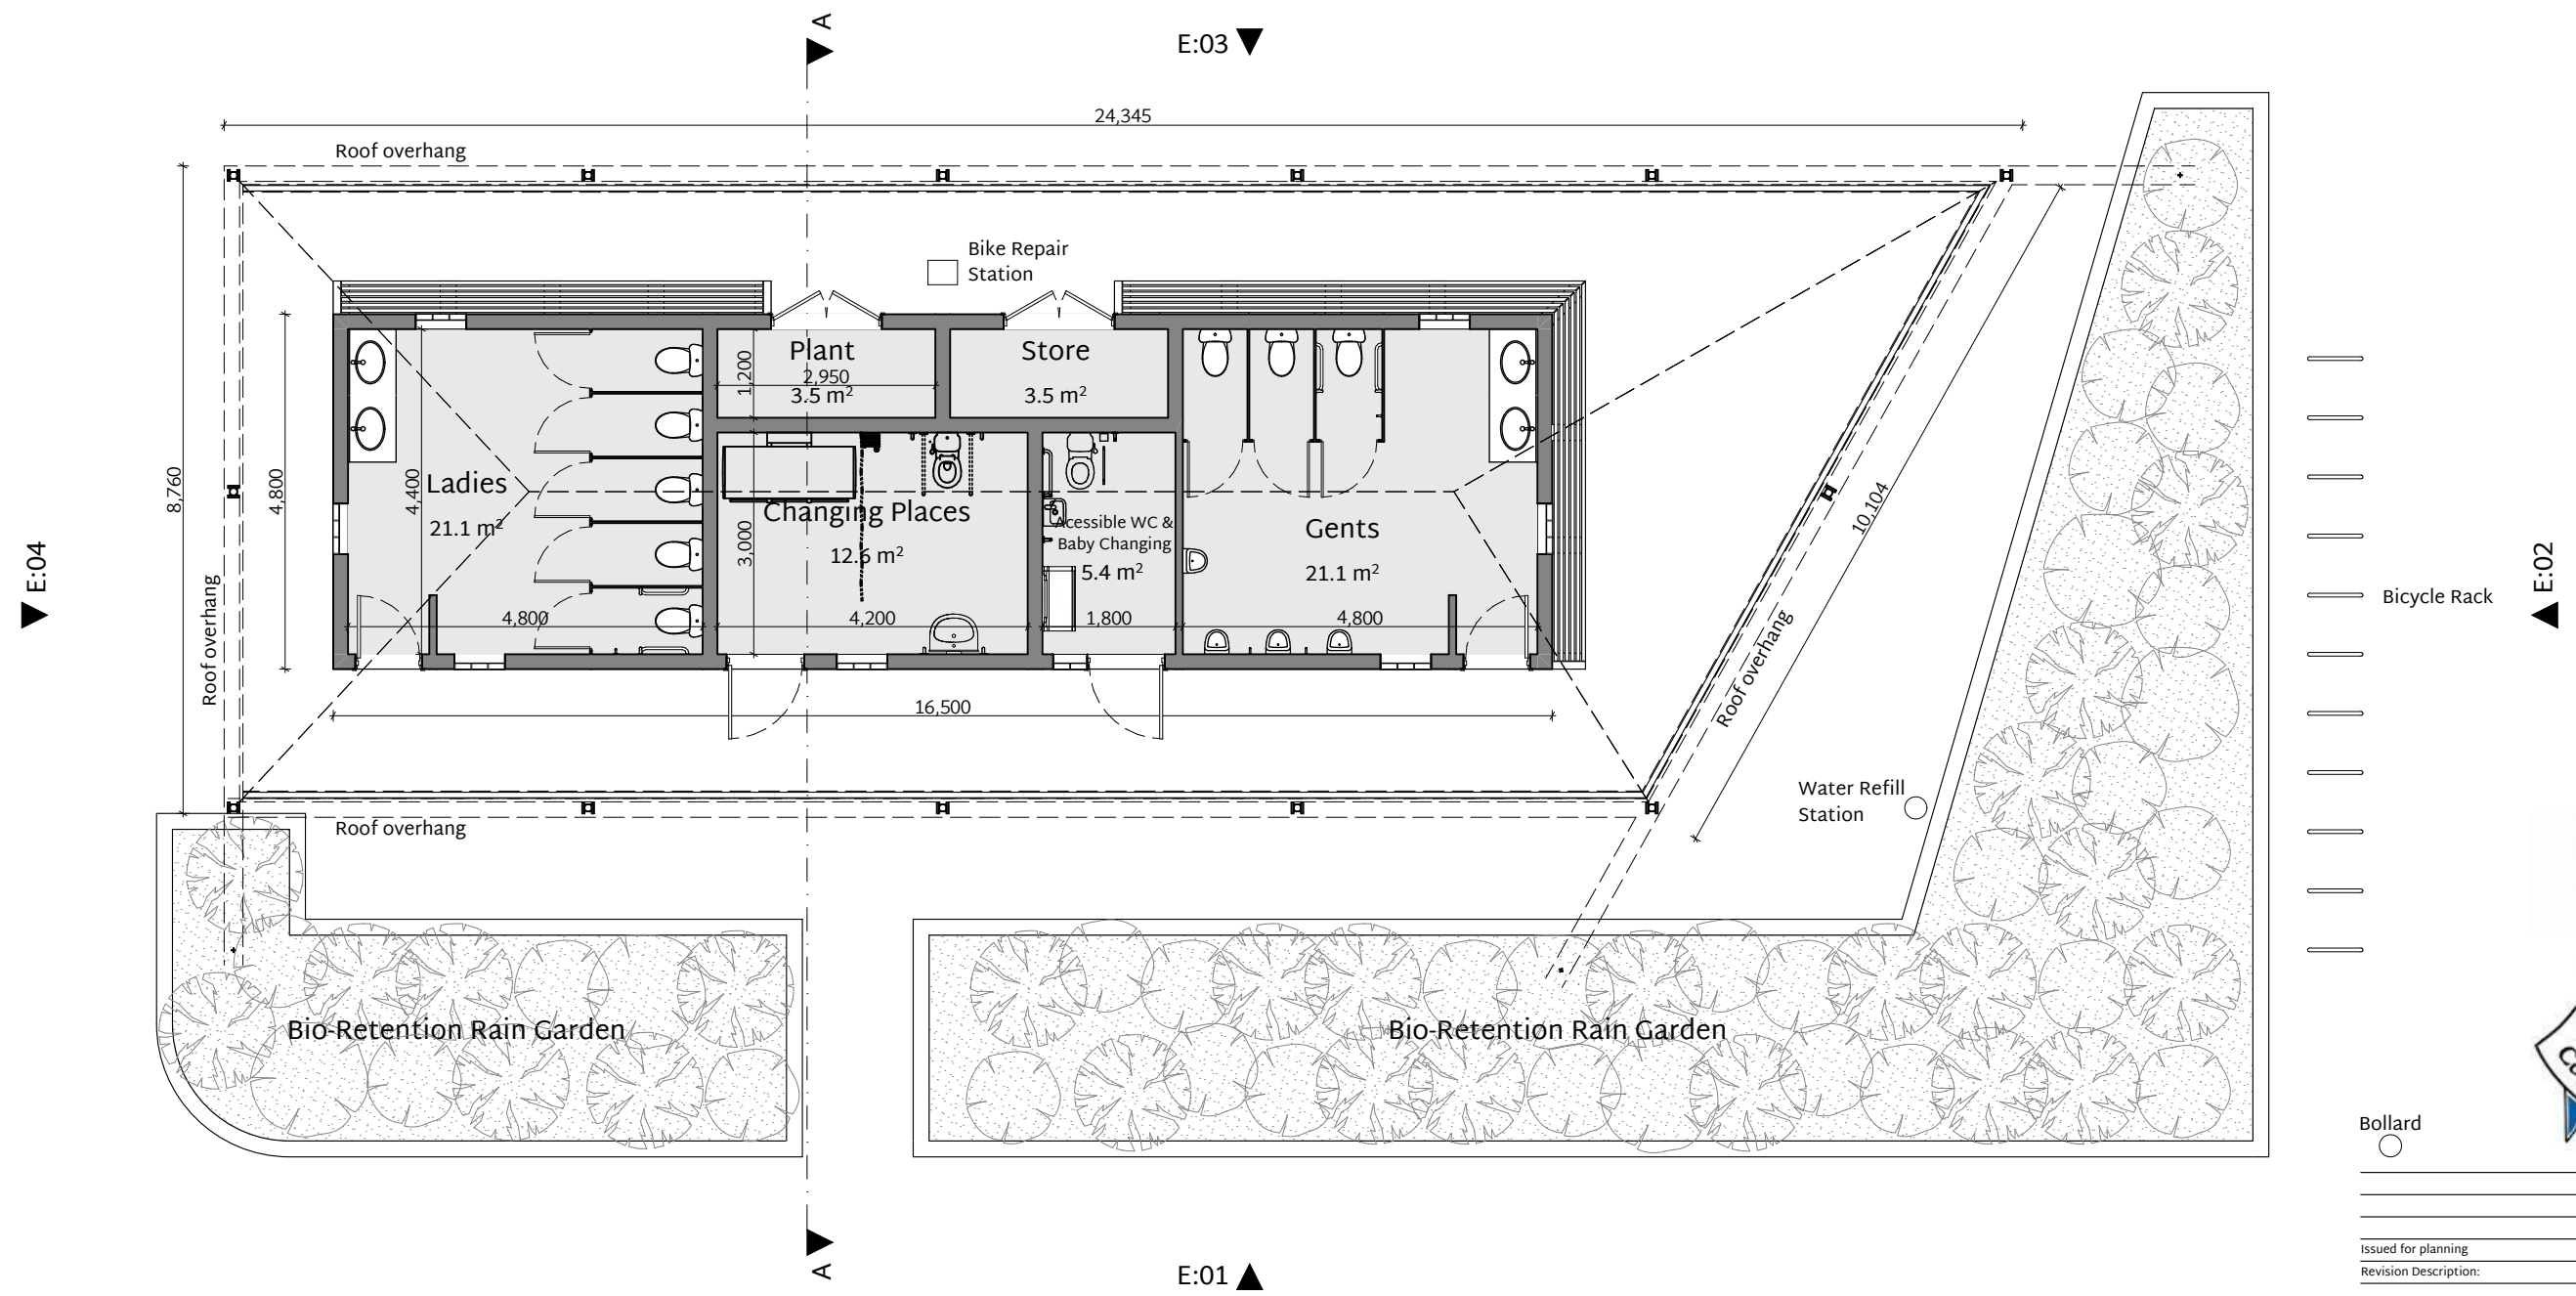 A
E:03
24,345
Roof overhang
Bike Repair
Station
Plant
2,950
3.5 m²
1,200
Store
3.5 m²
8,760
4,800
4,400
Ladies
21.1 m²
Changing Places
12.6 m²
3,000
Acessible WC &
Baby Changing
5.4 m²
Gents
21.1 m²
4,800
4,200
1,800
4,800
10,104
E:04
E:02
Roof overhang
Roof overhang
Bicycle Rack
16,500
Water Refill
Station
Roof overhang
Bio-Retention Rain Garden
Bio-Retention Rain Garden
Bollard
A
E:01
Issued for planning
Revision Description: